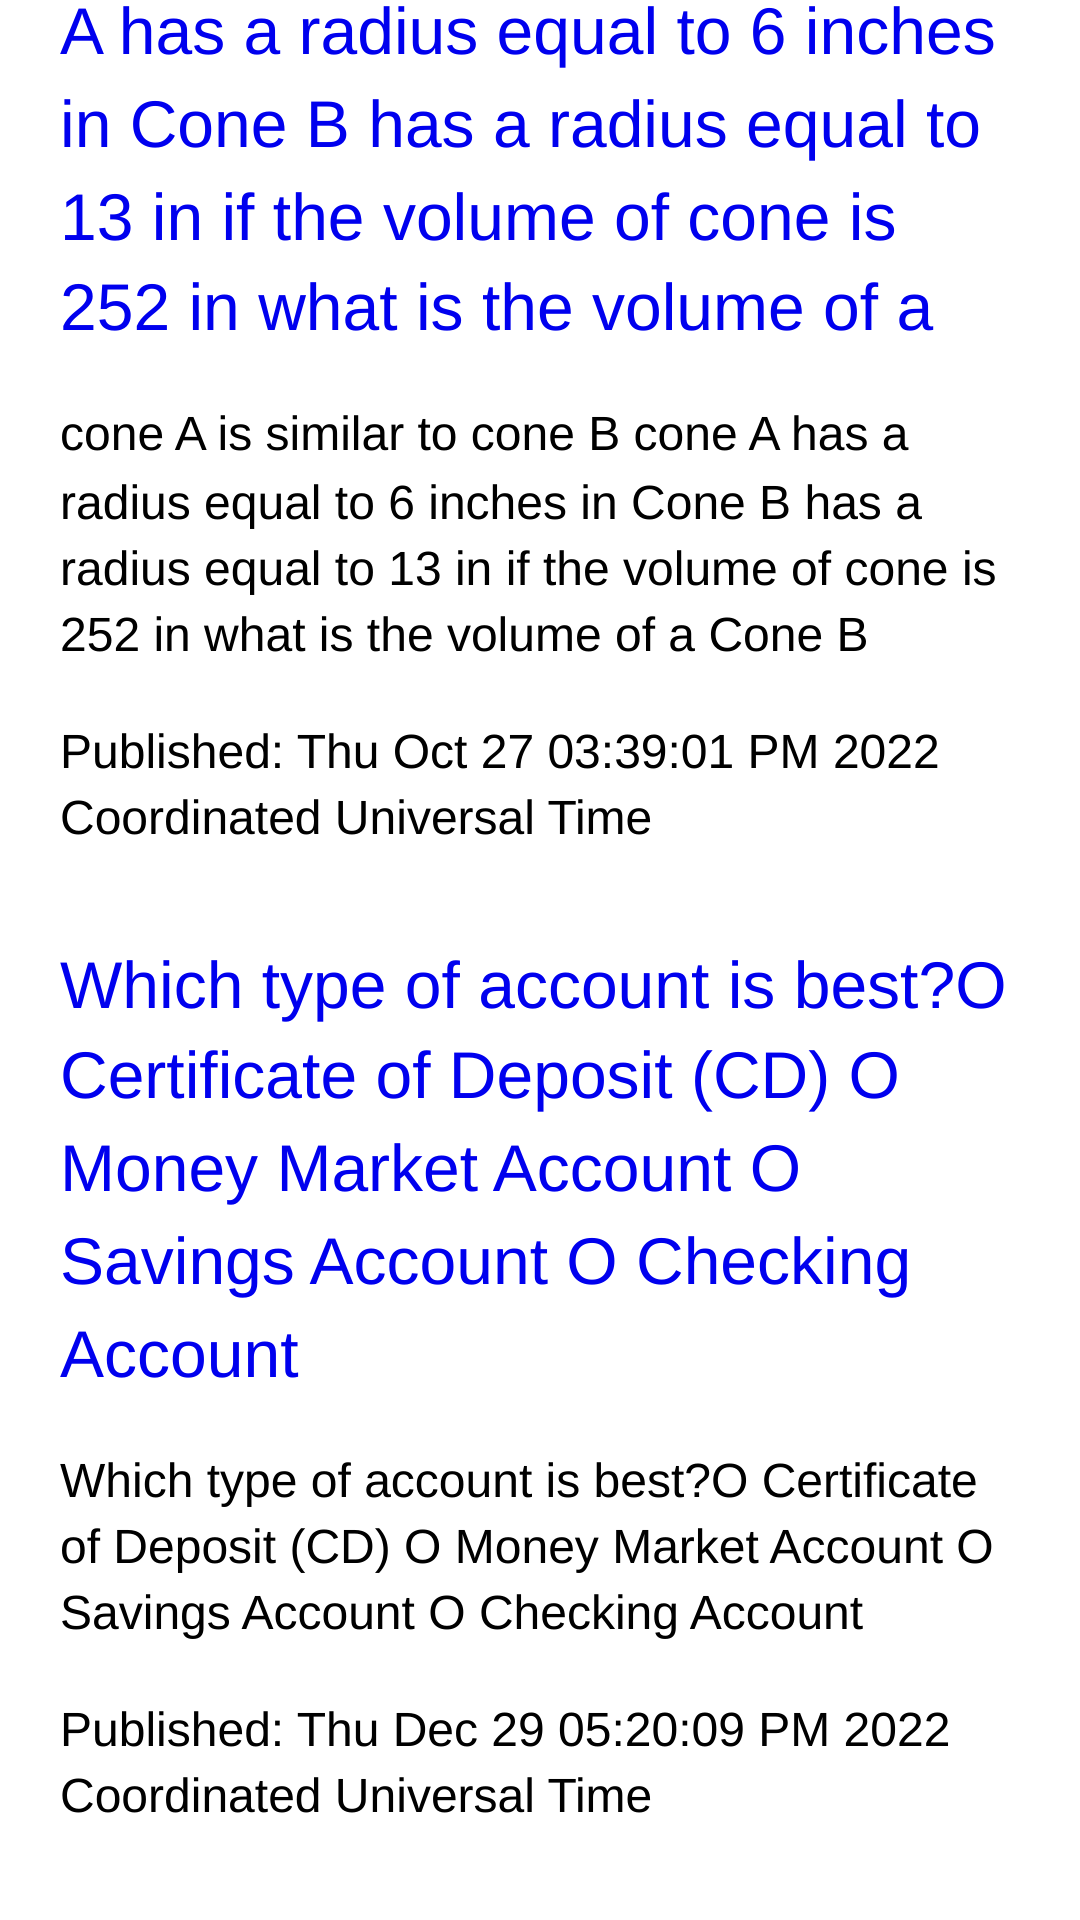 A has a radius equal to 6 inches
in Cone B has a radius equal to
13 in if the volume of cone is
252 in what is the volume of a
cone A is similar to cone B cone A has a
radius equal to 6 inches in Cone B has a
radius equal to 13 in if the volume of cone is
252 in what is the volume of a Cone B
Published: Thu Oct 27 03:39:01 PM 2022
Coordinated Universal Time
Which type of account is best?O
Certificate of Deposit (CD) O
Money Market Account O
Savings Account O Checking
Account
Which type of account is best?O Certificate
of Deposit (CD) O Money Market Account O
Savings Account O Checking Account
Published: Thu Dec 29 05:20:09 PM 2022
Coordinated Universal Time